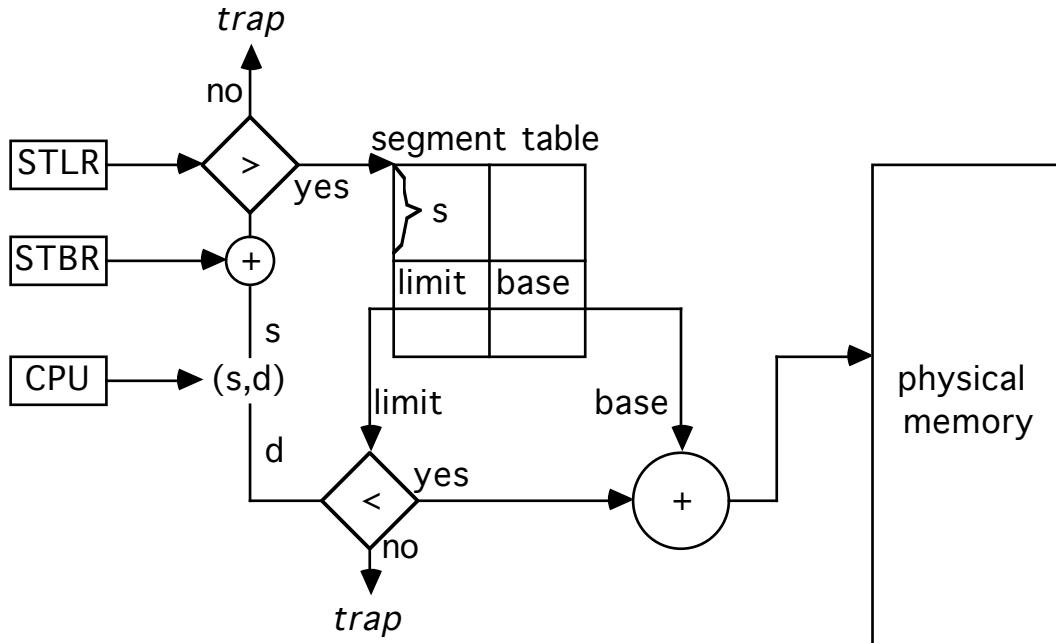 trap
no
segment table
STLR
>
yes
s
STBR
+
limit base
s
CPU
(s,d)
physical
memory
limit
base
d
yes
<
+
no
trap